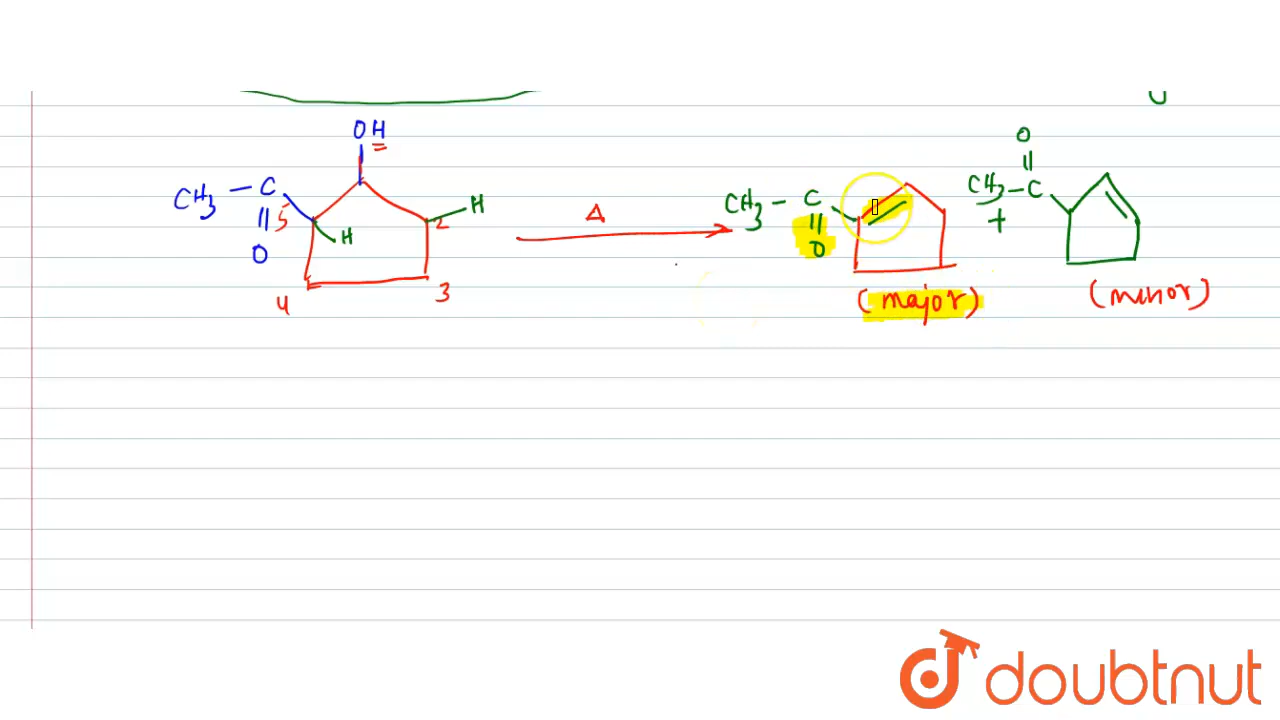 OH
CH3 - C
O
5
H
H
2
3
4
Δ
CH3 - C
O
(major)
+
O
CH3 - C
(minor)
doubtnut